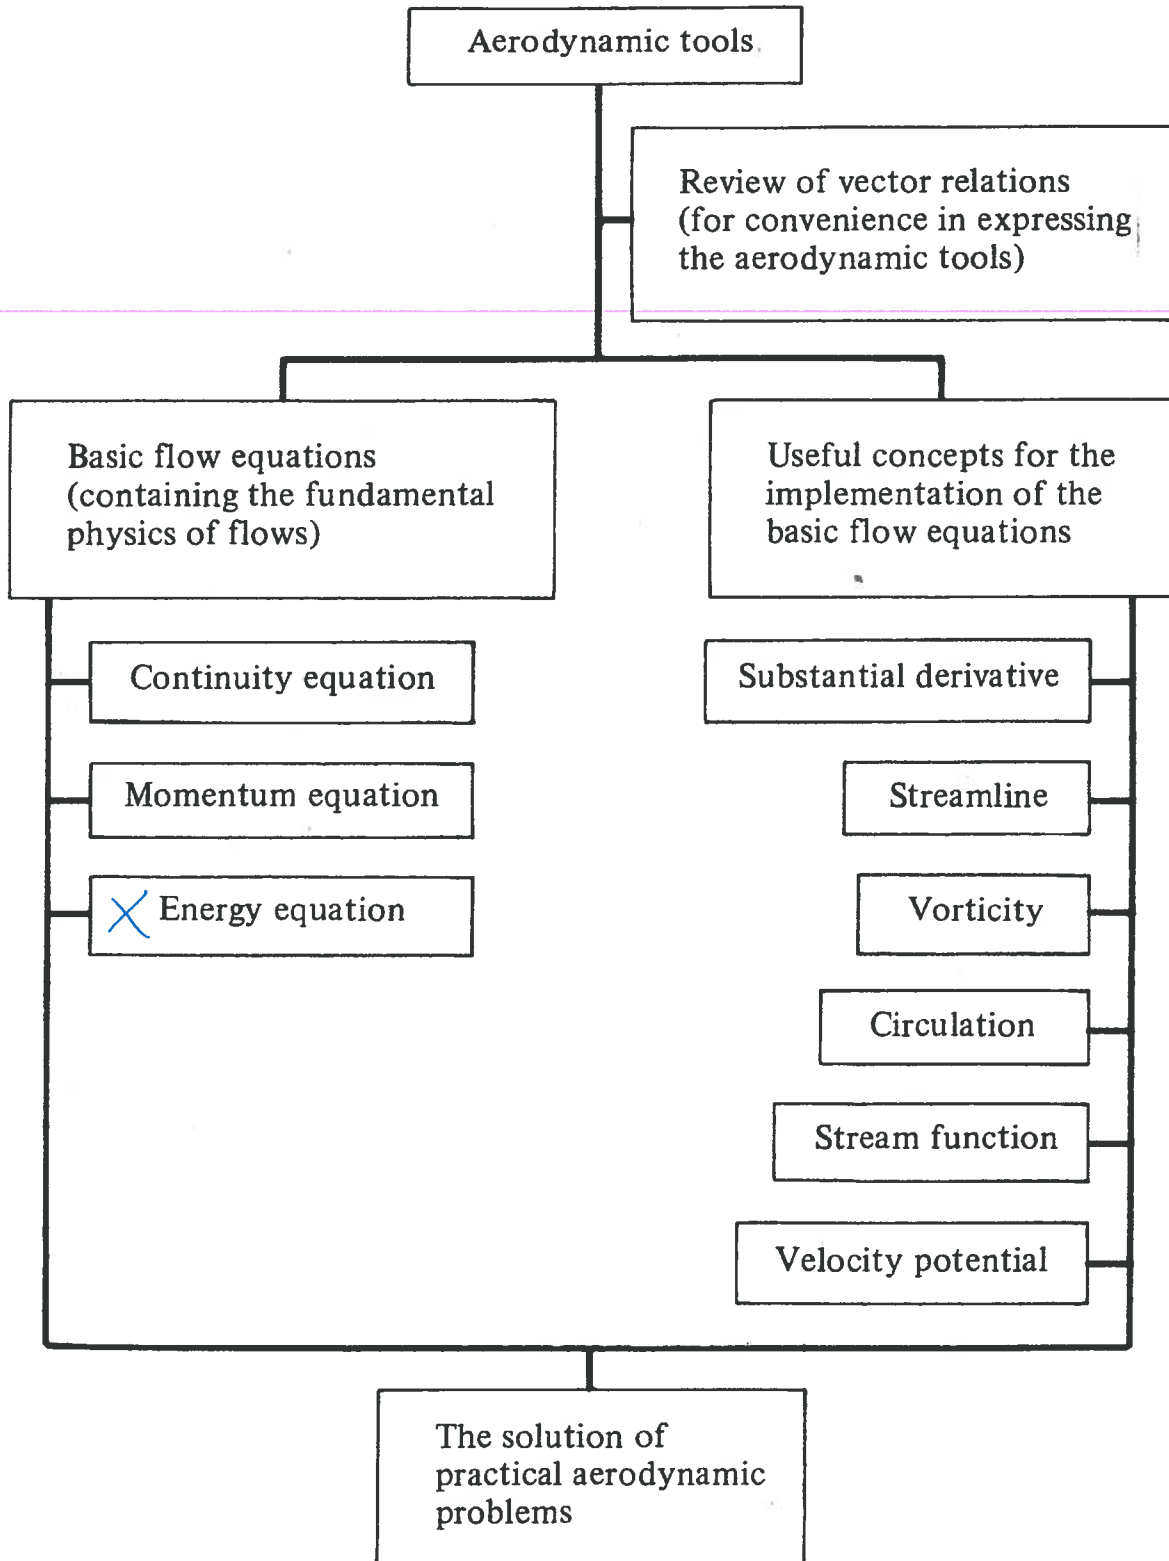 Aerodynamic tools
Review of vector relations
(for convenience in expressing
the aerodynamic tools)
Basic flow equations
(containing the fundamental
physics of flows)
Useful concepts for the
implementation of the
basic flow equations
Continuity equation
Momentum equation
Energy equation
Substantial derivative
Streamline
Vorticity
Circulation
Stream function
Velocity potential
The solution of
practical aerodynamic
problems